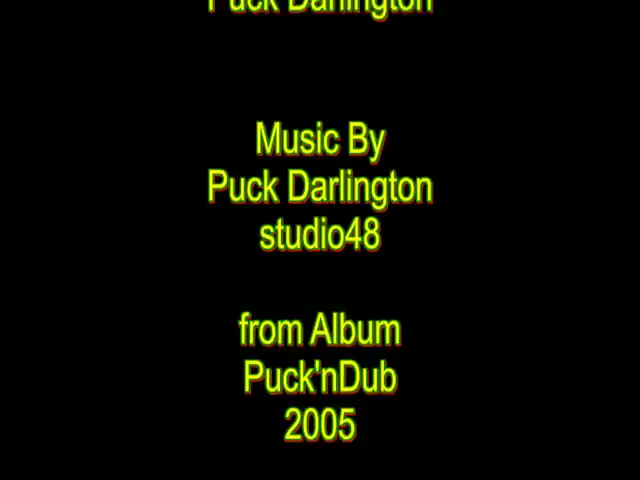 Puck Darlington
Music By
Puck Darlington
studio48
from Album
Puck'nDub
2005